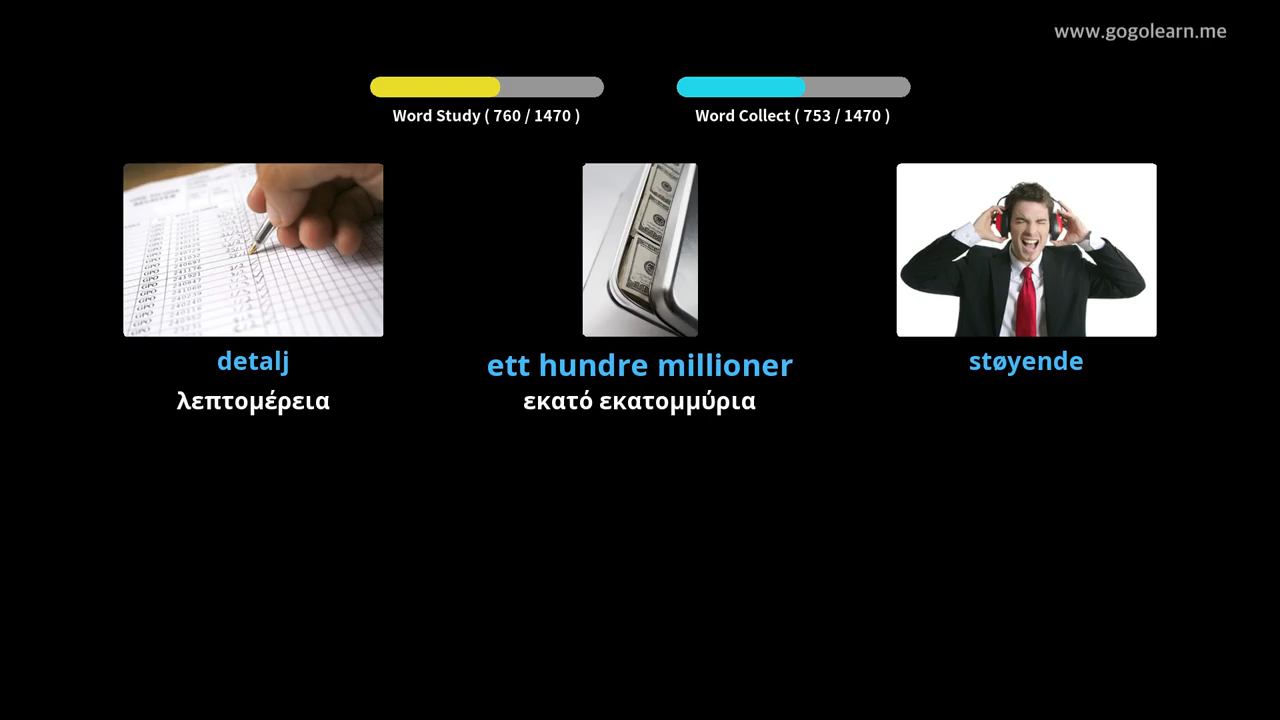 www.gogolearn.me
Word Study ( 760 / 1470 )
Word Collect ( 753 / 1470 )
detalj
λεπτομέρεια
ett hundre millioner
εκατό εκατομμύρια
støyende